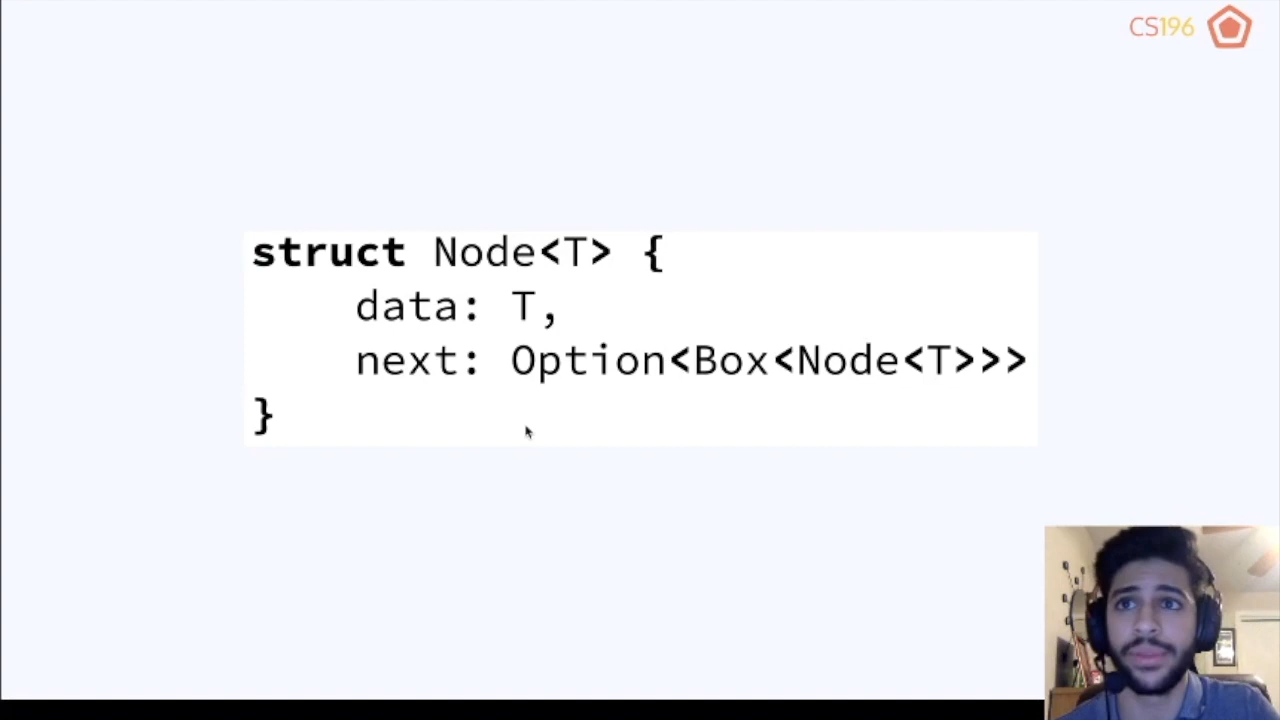 CS196
struct Node<T> {
    data: T,
    next: Option<Box<Node<T>>>
}